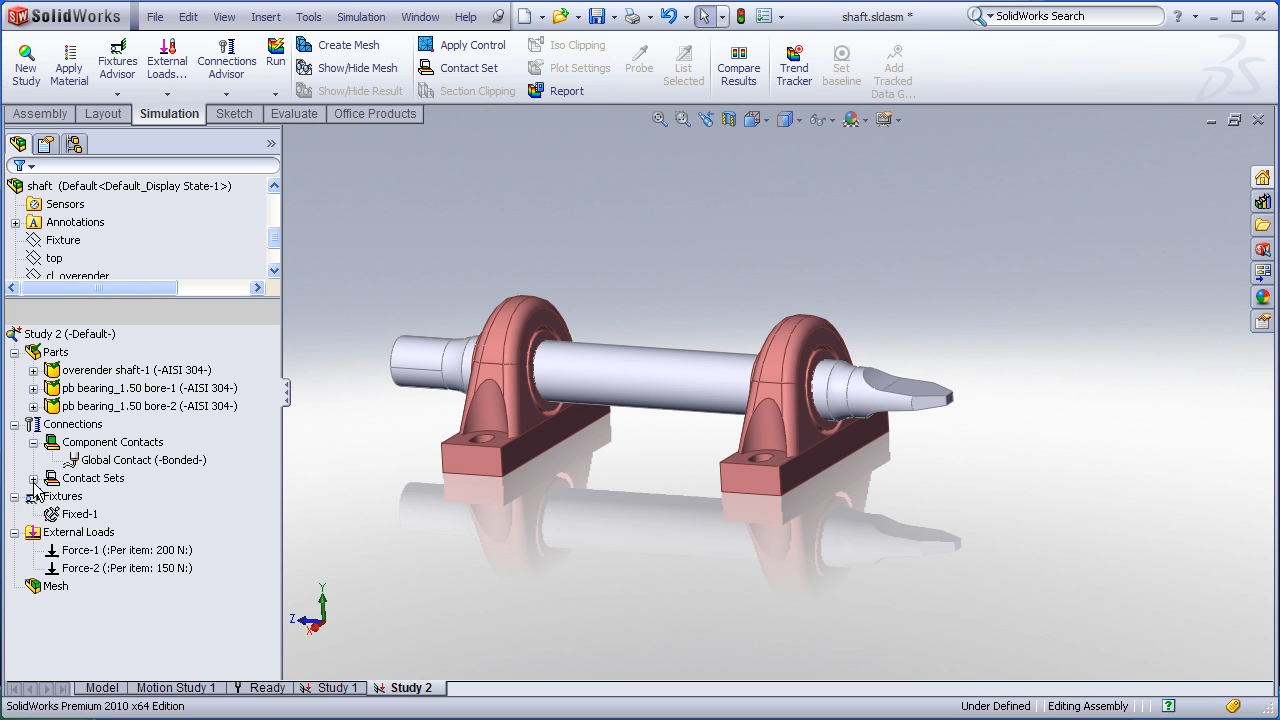 SolidWorks File Edit View Insert Tools Simulation Window Help shaft.sldasm * SolidWorks Search
New Study
Apply Material
Fixtures Advisor
External Loads...
Connections Advisor
Run
Create Mesh
Show/Hide Mesh
Show/Hide Result
Apply Control
Contact Set
Section Clipping
Iso Clipping
Plot Settings
Report
Probe
List Selected
Compare Results
Trend Tracker
Set baseline
Add Tracked Data G...
Assembly Layout Simulation Sketch Evaluate Office Products
shaft (Default<Default_Display State-1>)
Sensors
Annotations
Fixture
top
cl overender
Study 2 (-Default-)
Parts
overender shaft-1 (-AISI 304-)
pb bearing_1.50 bore-1 (-AISI 304-)
pb bearing_1.50 bore-2 (-AISI 304-)
Connections
Component Contacts
Global Contact (-Bonded-)
Contact Sets
Fixtures
Fixed-1
External Loads
Force-1 (:Per item: 200 N:)
Force-2 (:Per item: 150 N:)
Mesh
Y
Z
X
Model Motion Study 1 Ready Study 1 Study 2
SolidWorks Premium 2010 x64 Edition Under Defined Editing Assembly